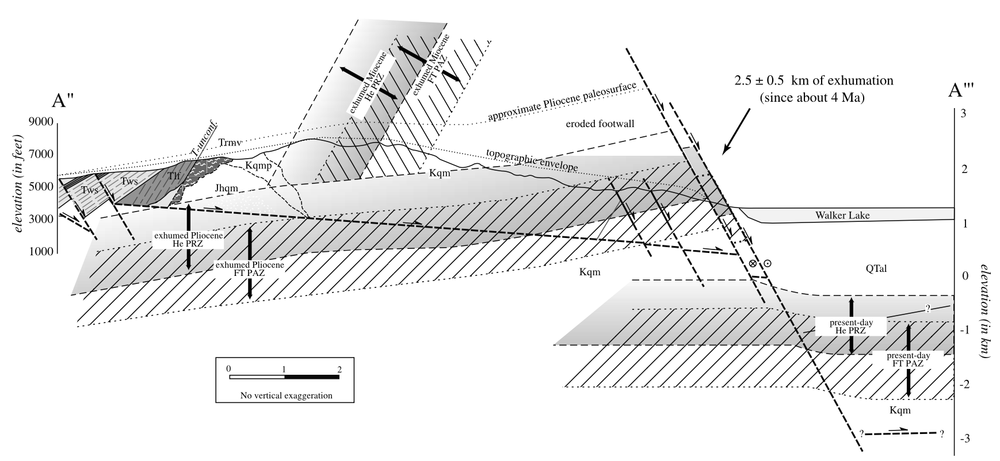 A''
A'''
2.5 ± 0.5 km of exhumation
(since about 4 Ma)
exhumed Miocene
He PRZ
exhumed Miocene
FT PAZ
approximate Pliocene paleosurface
eroded footwall
topographic envelope
T-unconf.
Trmv
Kqmp
Kqm
Jhqm
Tws
Tws
Tlf
9000
7000
5000
3000
1000
elevation (in feet)
3
2
1
0
-1
-2
-3
elevation (in km)
Walker Lake
exhumed Pliocene
He PRZ
exhumed Pliocene
FT PAZ
Kqm
QTal
present-day
He PRZ
?
present-day
FT PAZ
Kqm
? ?
0 1 2
No vertical exaggeration